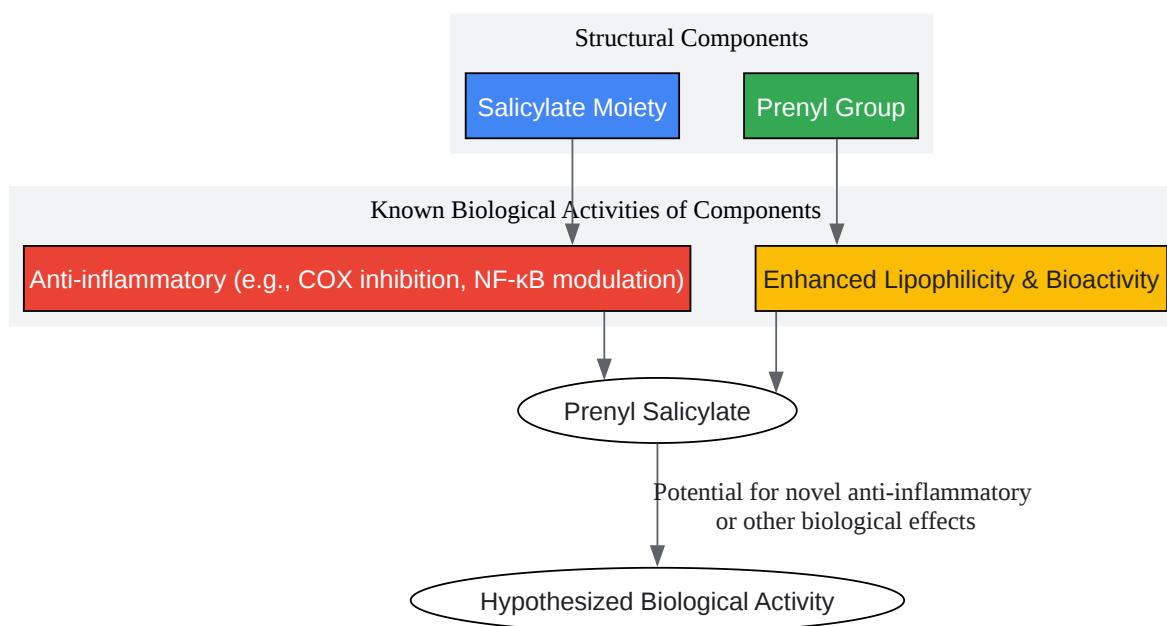 Structural Components
Salicylate Moiety
Prenyl Group
Known Biological Activities of Components
Anti-inflammatory (e.g., COX inhibition, NF-κB modulation)
Enhanced Lipophilicity & Bioactivity
Prenyl Salicylate
Potential for novel anti-inflammatory
or other biological effects
Hypothesized Biological Activity